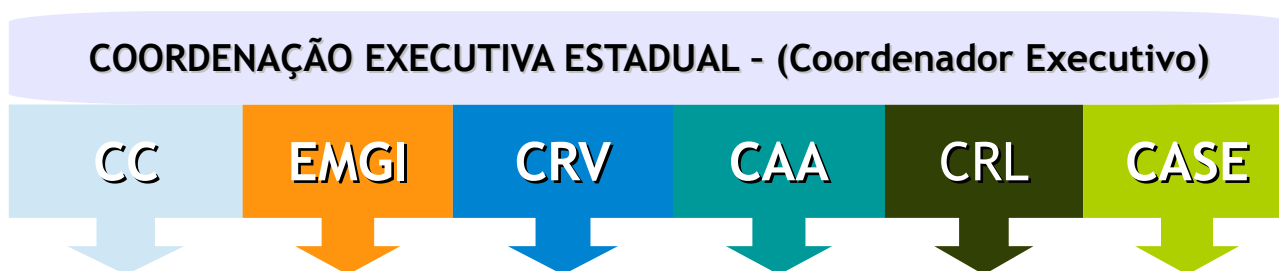 COORDENAÇÃO EXECUTIVA ESTADUAL - (Coordenador Executivo)
CC EMGI CRV CAA CRL CASE